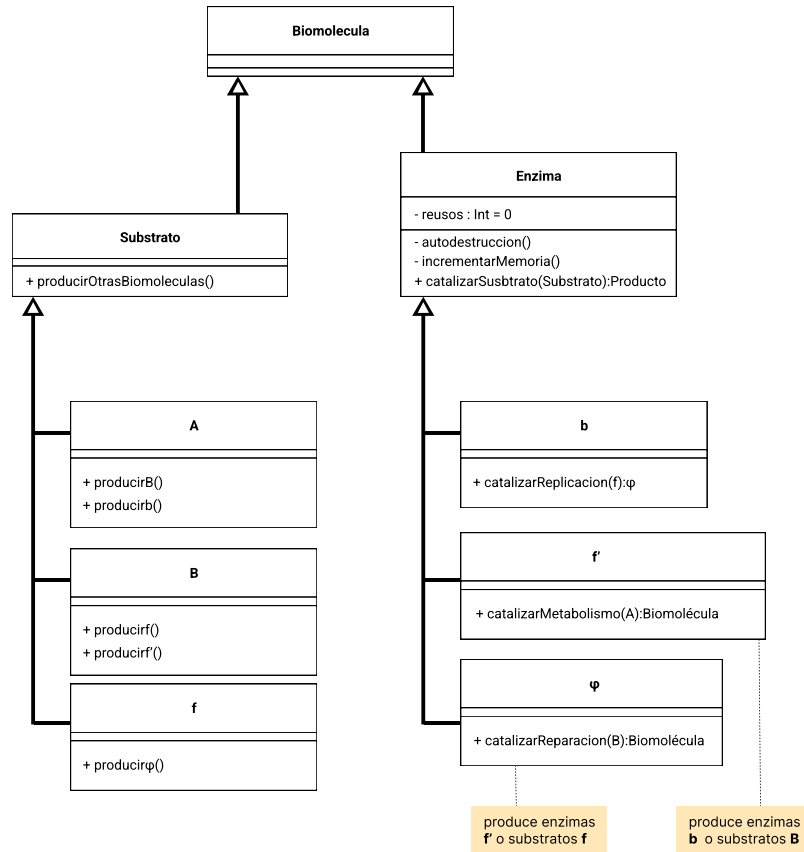 Biomolecula
Enzima
- reusos : Int = 0
- autodestruccion()
- incrementarMemoria()
+ catalizarSusbtrato(Substrato):Producto
Substrato
+ producirOtrasBiomoleculas()
A
+ producirB()
+ producirb()
B
+ producirf()
+ producirf’()
f
+ producirφ()
b
+ catalizarReplicacion(f):φ
f’
+ catalizarMetabolismo(A):Biomolécula
φ
+ catalizarReparacion(B):Biomolécula
produce enzimas
f’ o substratos f
produce enzimas
b o substratos B